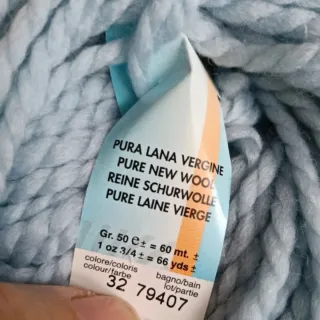 PURA LANA VERGINE
PURE NEW WOOL
REINE SCHURWOLLE
PURE LAINE VIERGE
Gr. 50 e ± = 60 mt. ±
1 oz 3/4 ± = 66 yds ±
colore/coloris bagno/bain
colour/farbe lot/partie
32 79407